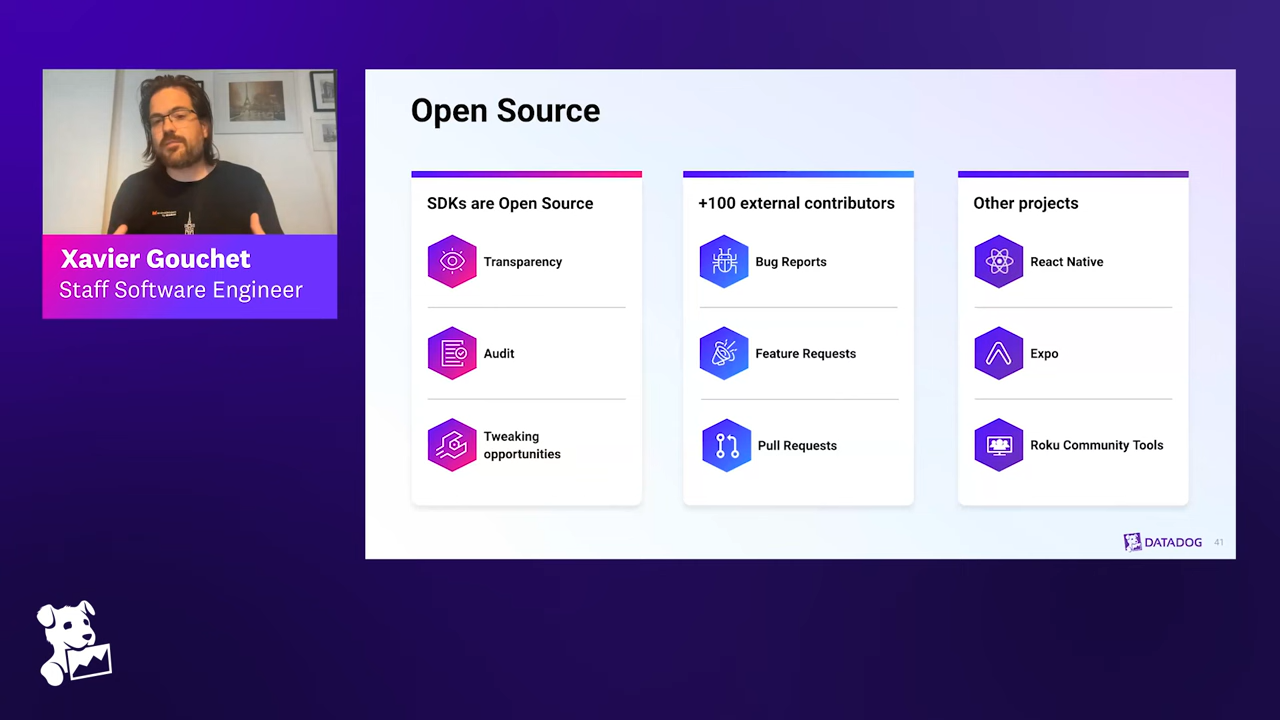 Xavier Gouchet
Staff Software Engineer
Open Source
SDKs are Open Source
Transparency
Audit
Tweaking
opportunities
+100 external contributors
Bug Reports
Feature Requests
Pull Requests
Other projects
React Native
Expo
Roku Community Tools
DATADOG
41